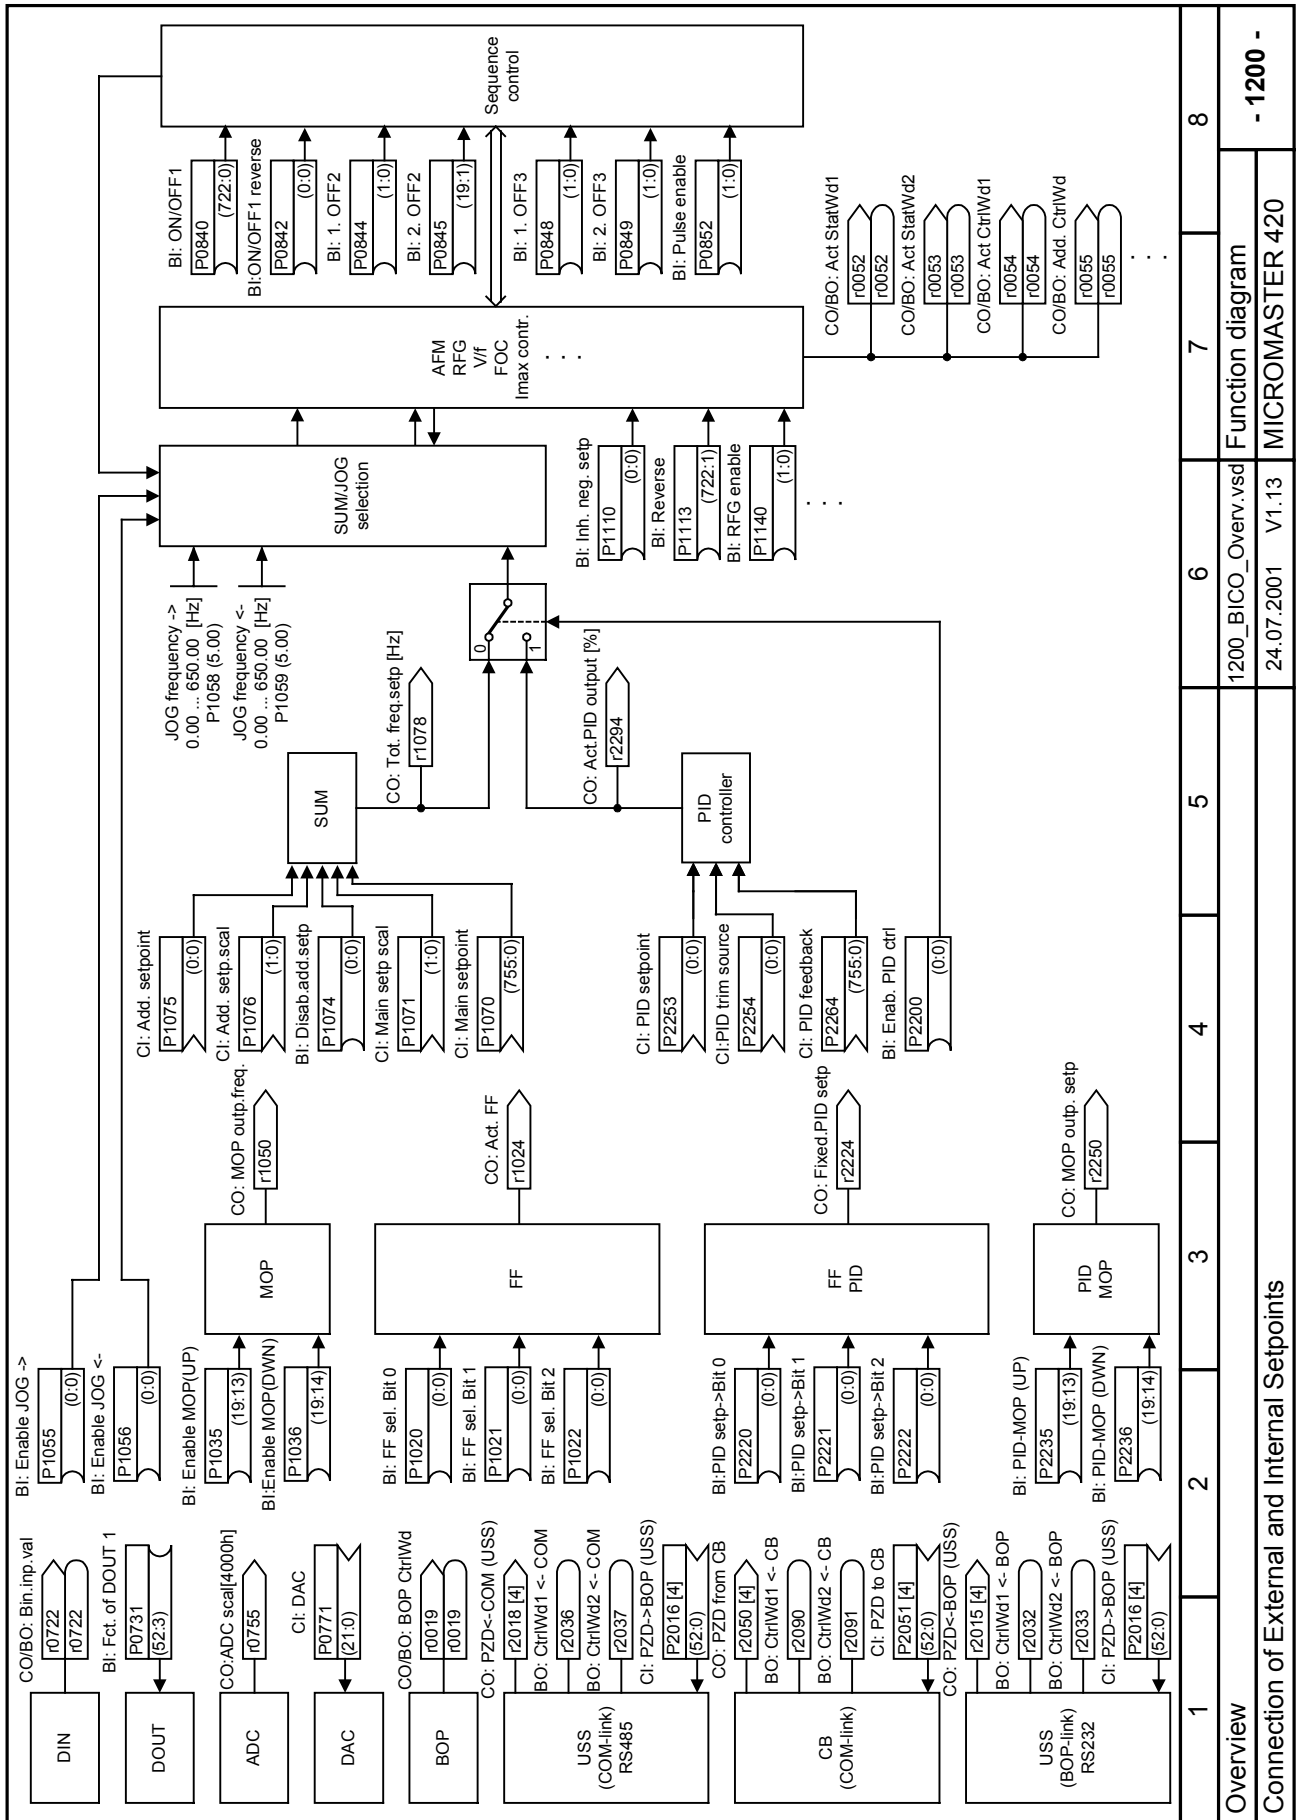 DIN
CO/BO: Bin.inp.val
r0722
r0722
DOUT
BI: Fct. of DOUT 1
P0731
(52:3)
ADC
CO:ADC scal[4000h]
r0755
DAC
CI: DAC
P0771
(21:0)
BOP
CO/BO: BOP CtrlWd
r0019
r0019
USS
(COM-link)
RS485
CO: PZD<-COM (USS)
r2018 [4]
BO: CtrlWd1 <- COM
r2036
BO: CtrlWd2 <- COM
r2037
CI: PZD->BOP (USS)
P2016 [4]
(52:0)
CB
(COM-link)
CO: PZD from CB
r2050 [4]
BO: CtrlWd1 <- CB
r2090
BO: CtrlWd2 <- CB
r2091
CI: PZD to CB
P2051 [4]
(52:0)
USS
(BOP-link)
RS232
CO: PZD<-BOP (USS)
r2015 [4]
BO: CtrlWd1 <- BOP
r2032
BO: CtrlWd2 <- BOP
r2033
CI: PZD->BOP (USS)
P2016 [4]
(52:0)
BI: Enable JOG ->
P1055
(0:0)
BI: Enable JOG <-
P1056
(0:0)
BI: Enable MOP(UP)
P1035
(19:13)
BI:Enable MOP(DWN)
P1036
(19:14)
MOP
CO: MOP outp.freq.
r1050
BI: FF sel. Bit 0
P1020
(0:0)
BI: FF sel. Bit 1
P1021
(0:0)
BI: FF sel. Bit 2
P1022
(0:0)
FF
CO: Act. FF
r1024
BI:PID setp->Bit 0
P2220
(0:0)
BI:PID setp->Bit 1
P2221
(0:0)
BI:PID setp->Bit 2
P2222
(0:0)
FF
PID
CO: Fixed.PID setp
r2224
BI: PID-MOP (UP)
P2235
(19:13)
BI: PID-MOP (DWN)
P2236
(19:14)
PID
MOP
CO: MOP outp. setp
r2250
CI: Add. setpoint
P1075
(0:0)
CI: Add. setp.scal
P1076
(1:0)
BI: Disab.add.setp
P1074
(0:0)
CI: Main setp scal
P1071
(1:0)
CI: Main setpoint
P1070
(755:0)
SUM
CO: Tot. freq.setp [Hz]
r1078
CI: PID setpoint
P2253
(0:0)
CI:PID trim source
P2254
(0:0)
CI: PID feedback
P2264
(755:0)
BI: Enab. PID ctrl
P2200
(0:0)
PID
controller
CO: Act.PID output [%]
r2294
JOG frequency ->
0.00 ... 650.00 [Hz]
P1058 (5.00)
JOG frequency <-
0.00 ... 650.00 [Hz]
P1059 (5.00)
0
1
SUM/JOG
selection
BI: Inh. neg. setp
P1110
(0:0)
BI: Reverse
P1113
(722:1)
BI: RFG enable
P1140
(1:0)
. . .
AFM
RFG
V/f
FOC
Imax contr.
. . .
BI: ON/OFF1
P0840
(722:0)
BI:ON/OFF1 reverse
P0842
(0:0)
BI: 1. OFF2
P0844
(1:0)
BI: 2. OFF2
P0845
(19:1)
BI: 1. OFF3
P0848
(1:0)
BI: 2. OFF3
P0849
(1:0)
BI: Pulse enable
P0852
(1:0)
Sequence
control
CO/BO: Act StatWd1
r0052
r0052
CO/BO: Act StatWd2
r0053
r0053
CO/BO: Act CtrlWd1
r0054
r0054
CO/BO: Add. CtrlWd
r0055
r0055
. . .
1 2 3 4 5 6 7 8
Overview
1200_BICO_Overv.vsd
Function diagram
- 1200 -
Connection of External and Internal Setpoints
24.07.2001 V1.13
MICROMASTER 420